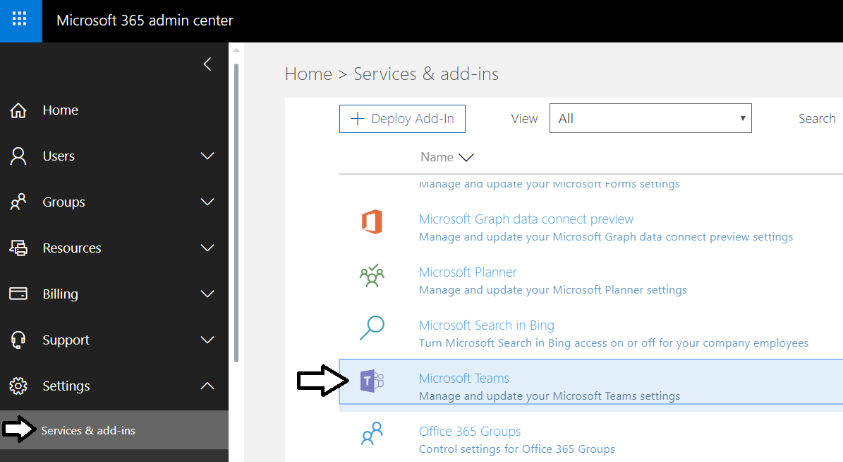 Microsoft 365 admin center
Home
Users
Groups
Resources
Billing
Support
Settings
Services & add-ins
Home > Services & add-ins
+ Deploy Add-In
View
All
Search
Name
Manage and update your Microsoft Forms settings
Microsoft Graph data connect preview
Manage and update your Microsoft Graph data connect preview settings
Microsoft Planner
Manage and update your Microsoft Planner settings
Microsoft Search in Bing
Turn Microsoft Search in Bing access on or off for your company employees
T
Microsoft Teams
Manage and update your Microsoft Teams settings
Office 365 Groups
Control settings for Office 365 Groups